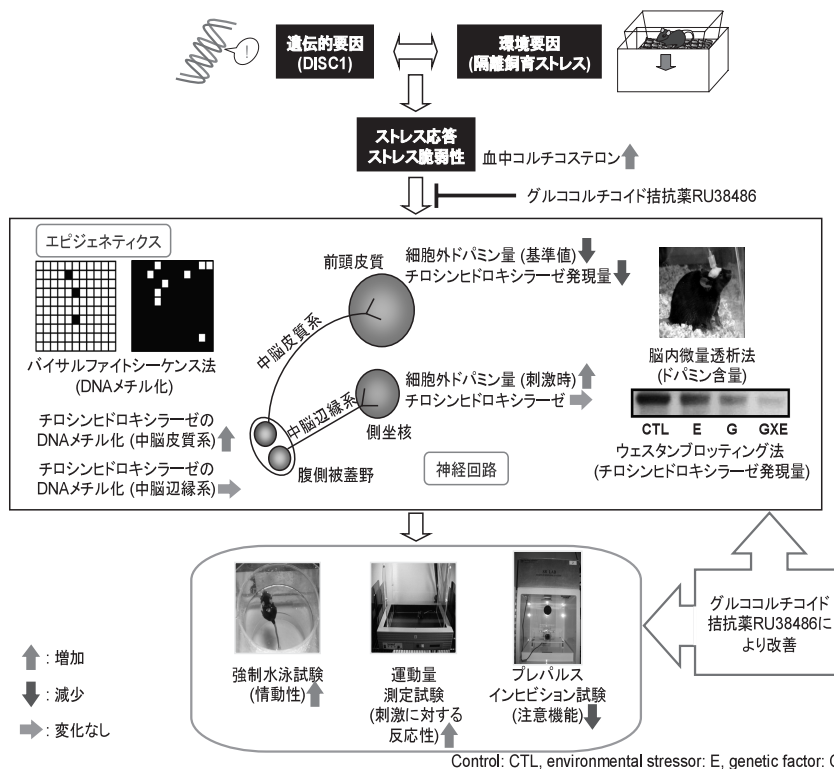 !
遺伝的要因
(DISC1)
環境要因
(隔離飼育ストレス)
ストレス応答
ストレス脆弱性
血中コルチコステロン
グルココルチコイド拮抗薬RU38486
エピジェネティクス
バイサルファイトシーケンス法
(DNAメチル化)
チロシンヒドロキシラーゼの
DNAメチル化 (中脳皮質系)
チロシンヒドロキシラーゼの
DNAメチル化 (中脳辺縁系)
前頭皮質
細胞外ドパミン量 (基準値)
チロシンヒドロキシラーゼ発現量
中脳皮質系
中脳辺縁系
細胞外ドパミン量 (刺激時)
チロシンヒドロキシラーゼ
側坐核
腹側被蓋野
神経回路
脳内微量透析法
(ドパミン含量)
CTL E G GXE
ウェスタンブロッティング法
(チロシンヒドロキシラーゼ発現量)
強制水泳試験
(情動性)
運動量
測定試験
(刺激に対する
反応性)
プレパルス
インヒビション試験
(注意機能)
グルココルチコイド
拮抗薬RU38486に
より改善
: 増加
: 減少
: 変化なし
Control: CTL, environmental stressor: E, genetic factor: G